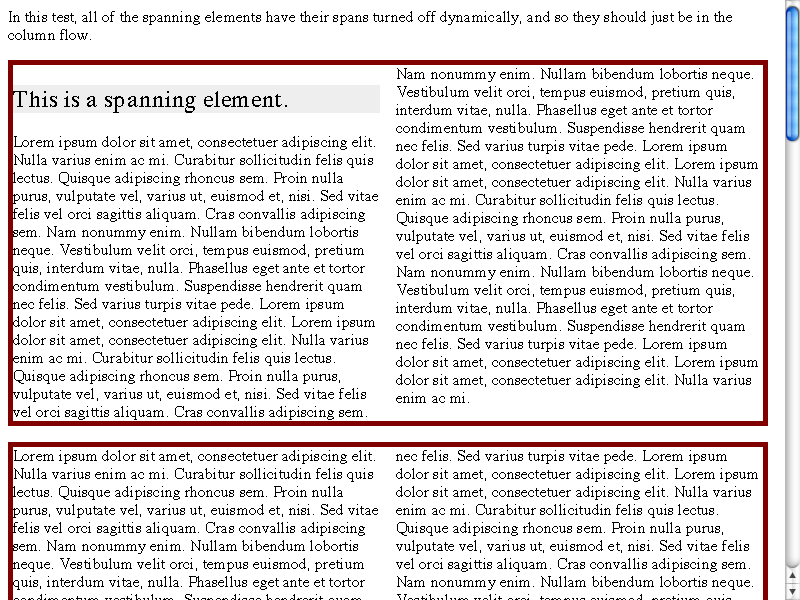 In this test, all of the spanning elements have their spans turned off dynamically, and so they should just be in the
column flow.
This is a spanning element.
Lorem ipsum dolor sit amet, consectetuer adipiscing elit.
Nulla varius enim ac mi. Curabitur sollicitudin felis quis
lectus. Quisque adipiscing rhoncus sem. Proin nulla
purus, vulputate vel, varius ut, euismod et, nisi. Sed vitae
felis vel orci sagittis aliquam. Cras convallis adipiscing
sem. Nam nonummy enim. Nullam bibendum lobortis
neque. Vestibulum velit orci, tempus euismod, pretium
quis, interdum vitae, nulla. Phasellus eget ante et tortor
condimentum vestibulum. Suspendisse hendrerit quam
nec felis. Sed varius turpis vitae pede. Lorem ipsum
dolor sit amet, consectetuer adipiscing elit. Lorem ipsum
dolor sit amet, consectetuer adipiscing elit. Nulla varius
enim ac mi. Curabitur sollicitudin felis quis lectus.
Quisque adipiscing rhoncus sem. Proin nulla purus,
vulputate vel, varius ut, euismod et, nisi. Sed vitae felis
vel orci sagittis aliquam. Cras convallis adipiscing sem.
Nam nonummy enim. Nullam bibendum lobortis neque.
Vestibulum velit orci, tempus euismod, pretium quis,
interdum vitae, nulla. Phasellus eget ante et tortor
condimentum vestibulum. Suspendisse hendrerit quam
nec felis. Sed varius turpis vitae pede. Lorem ipsum
dolor sit amet, consectetuer adipiscing elit. Lorem ipsum
dolor sit amet, consectetuer adipiscing elit. Nulla varius
enim ac mi. Curabitur sollicitudin felis quis lectus.
Quisque adipiscing rhoncus sem. Proin nulla purus,
vulputate vel, varius ut, euismod et, nisi. Sed vitae felis
vel orci sagittis aliquam. Cras convallis adipiscing sem.
Nam nonummy enim. Nullam bibendum lobortis neque.
Vestibulum velit orci, tempus euismod, pretium quis,
interdum vitae, nulla. Phasellus eget ante et tortor
condimentum vestibulum. Suspendisse hendrerit quam
nec felis. Sed varius turpis vitae pede. Lorem ipsum
dolor sit amet, consectetuer adipiscing elit. Lorem ipsum
dolor sit amet, consectetuer adipiscing elit. Nulla varius
enim ac mi.
Lorem ipsum dolor sit amet, consectetuer adipiscing elit.
Nulla varius enim ac mi. Curabitur sollicitudin felis quis
lectus. Quisque adipiscing rhoncus sem. Proin nulla
purus, vulputate vel, varius ut, euismod et, nisi. Sed vitae
felis vel orci sagittis aliquam. Cras convallis adipiscing
sem. Nam nonummy enim. Nullam bibendum lobortis
neque. Vestibulum velit orci, tempus euismod, pretium
quis, interdum vitae, nulla. Phasellus eget ante et tortor
condimentum vestibulum. Suspendisse hendrerit quam
nec felis. Sed varius turpis vitae pede. Lorem ipsum
dolor sit amet, consectetuer adipiscing elit. Lorem ipsum
dolor sit amet, consectetuer adipiscing elit. Nulla varius
enim ac mi. Curabitur sollicitudin felis quis lectus.
Quisque adipiscing rhoncus sem. Proin nulla purus,
vulputate vel, varius ut, euismod et, nisi. Sed vitae felis
vel orci sagittis aliquam. Cras convallis adipiscing sem.
Nam nonummy enim. Nullam bibendum lobortis neque.
Vestibulum velit orci, tempus euismod, pretium quis,